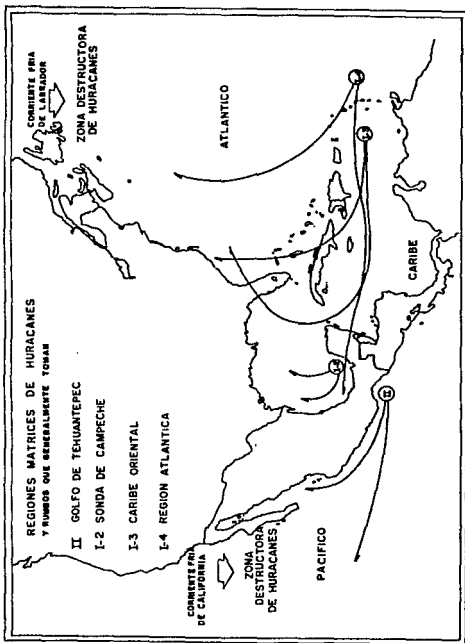 REGIONES MATRICES DE HURACANES
Y RUMBOS QUE GENERALMENTE TOMAN
II GOLFO DE TEHUANTEPEC
I-2 SONDA DE CAMPECHE
I-3 CARIBE ORIENTAL
I-4 REGION ATLANTICA
CORRIENTE FRIA
DE LABRADOR
ZONA DESTRUCTORA
DE HURACANES
ATLANTICO
CORRIENTE FRIA
DE CALIFORNIA
ZONA
DESTRUCTORA
DE HURACANES
PACIFICO
CARIBE
II